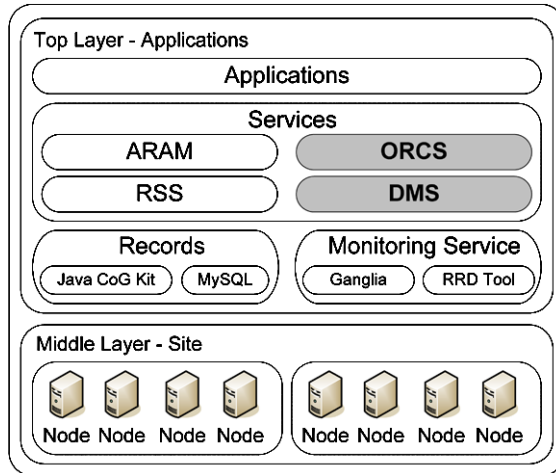 Top Layer - Applications
Applications
Services
ARAM ORCS
RSS DMS
Records Monitoring Service
Java CoG Kit MySQL Ganglia RRD Tool
Middle Layer - Site
Node Node Node Node Node Node Node Node